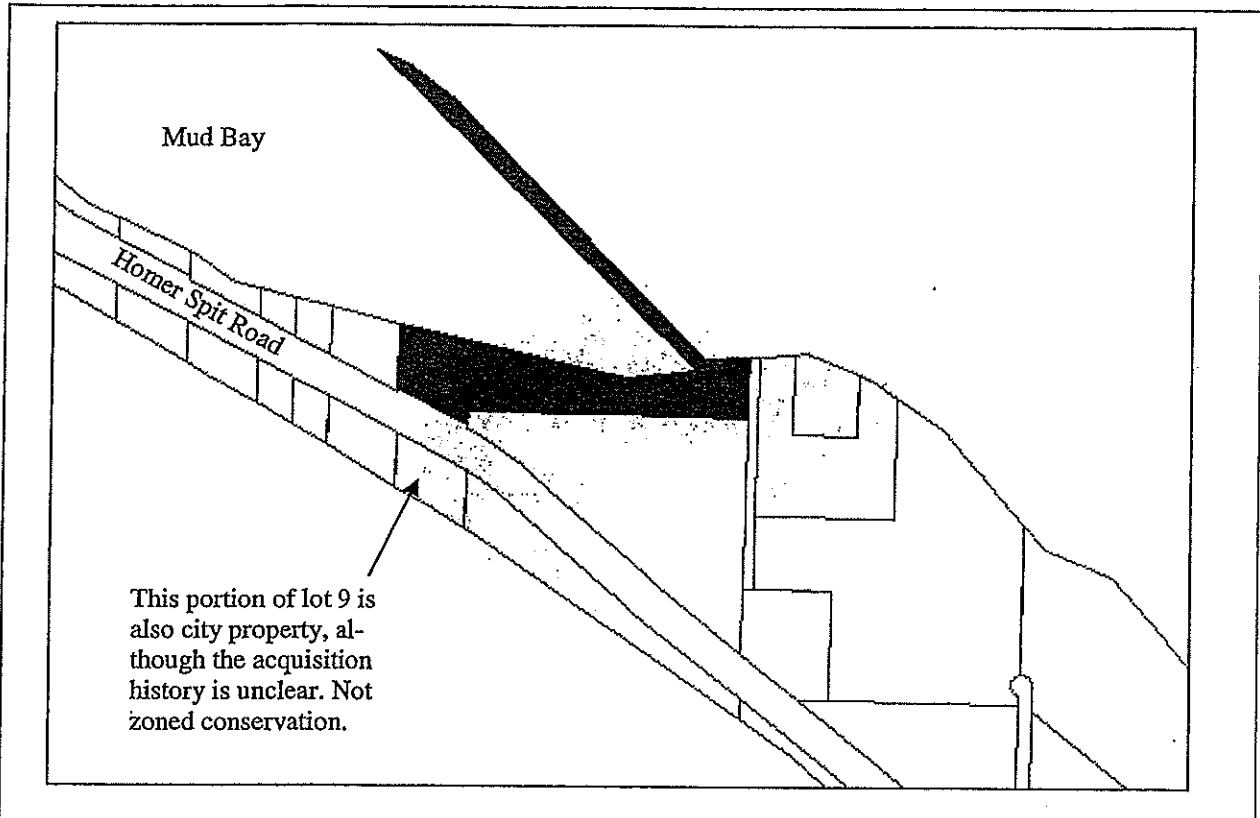 Mud Bay
Homer Spit Road
This portion of lot 9 is
also city property, al-
though the acquisition
history is unclear. Not
zoned conservation.